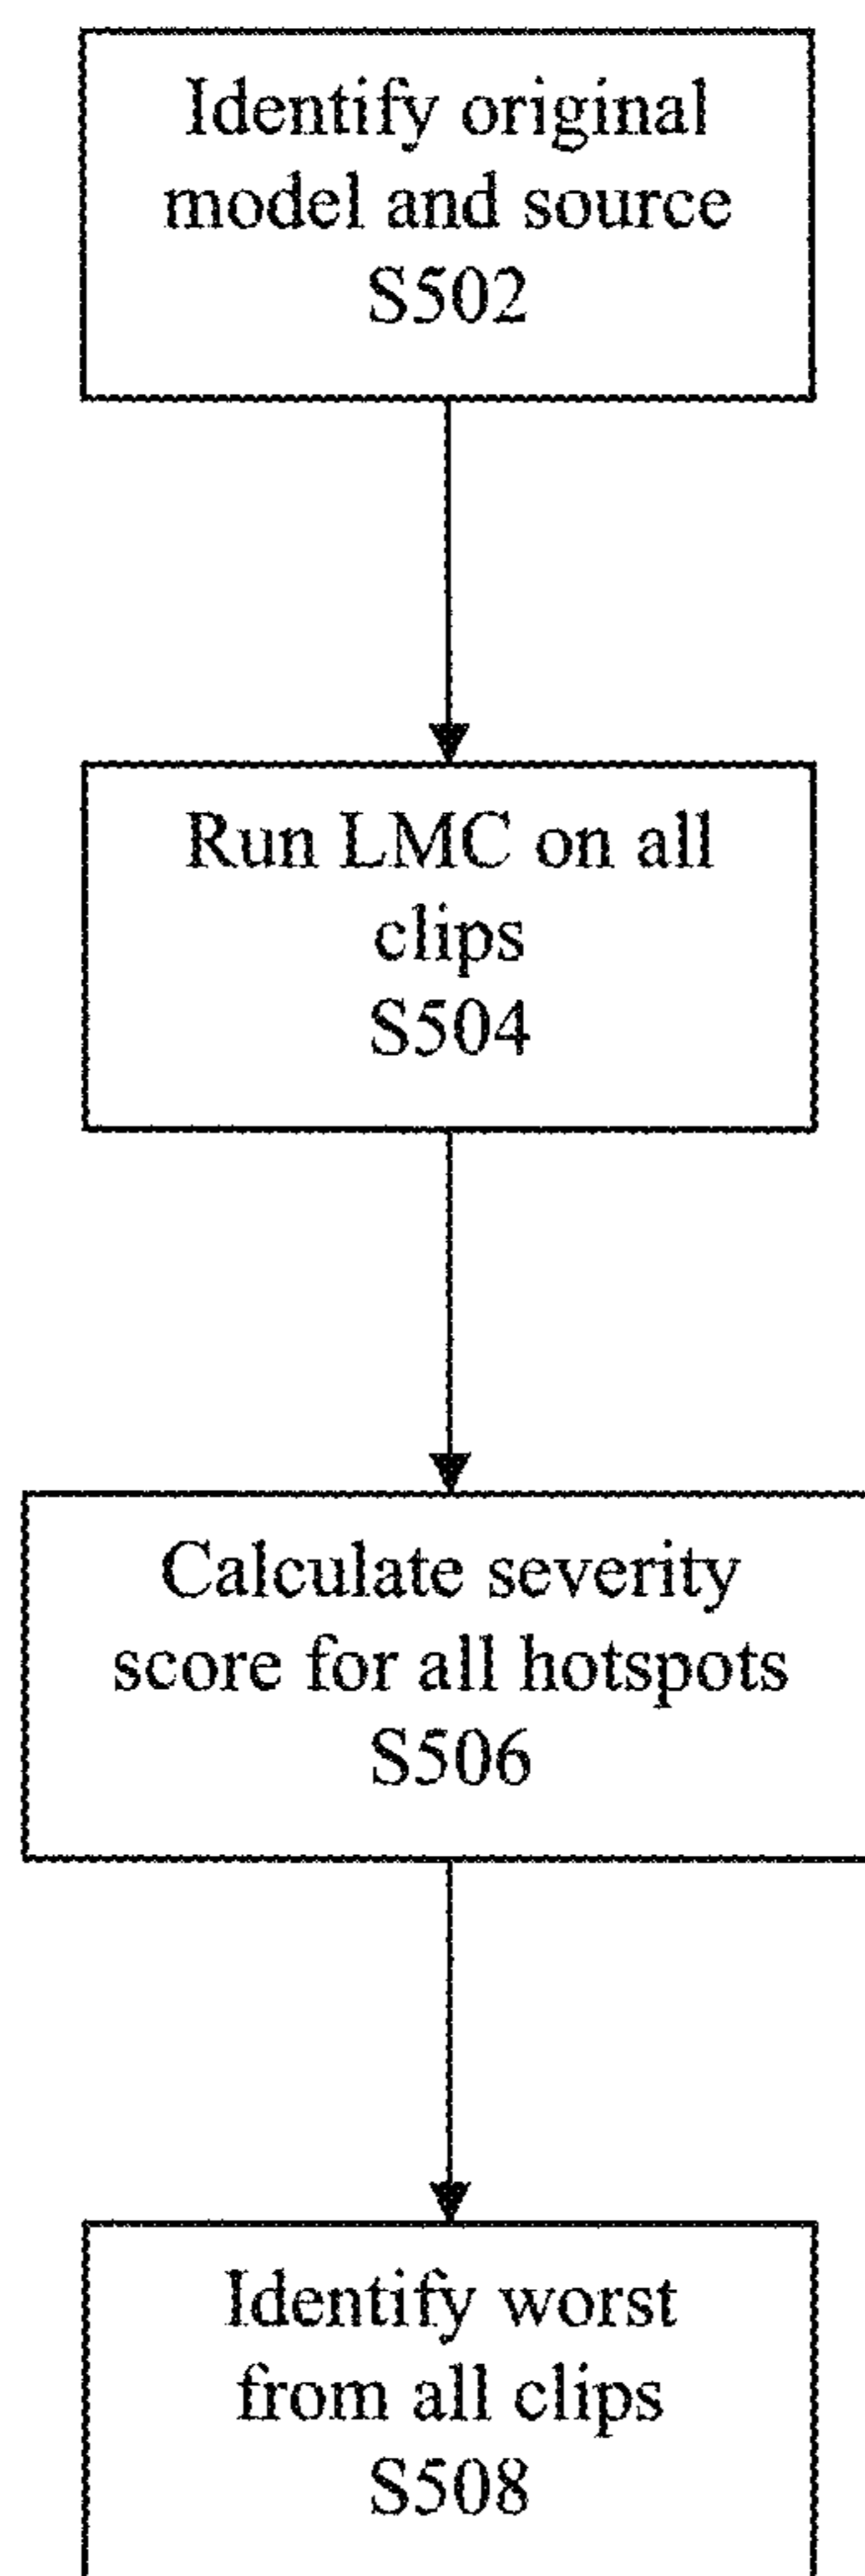 Identify original
model and source
S502
Run LMC on all
clips
S504
Calculate severity
score for all hotspots
S506
Identify worst
from all clips
S508